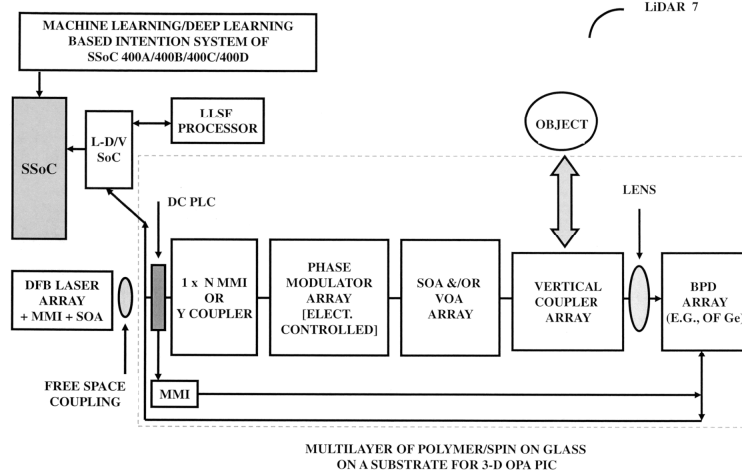 LiDAR 7
MACHINE LEARNING/DEEP LEARNING
BASED INTENTION SYSTEM OF
SSoC 400A/400B/400C/400D
SSoC
L-D/V
SoC
LLSF
PROCESSOR
OBJECT
DC PLC
LENS
DFB LASER
ARRAY
+ MMI + SOA
1 x N MMI
OR
Y COUPLER
PHASE
MODULATOR
ARRAY
[ELECT.
CONTROLLED]
SOA &/OR
VOA
ARRAY
VERTICAL
COUPLER
ARRAY
BPD
ARRAY
(E.G., OF Ge)
FREE SPACE
COUPLING
MMI
MULTILAYER OF POLYMER/SPIN ON GLASS
ON A SUBSTRATE FOR 3-D OPA PIC